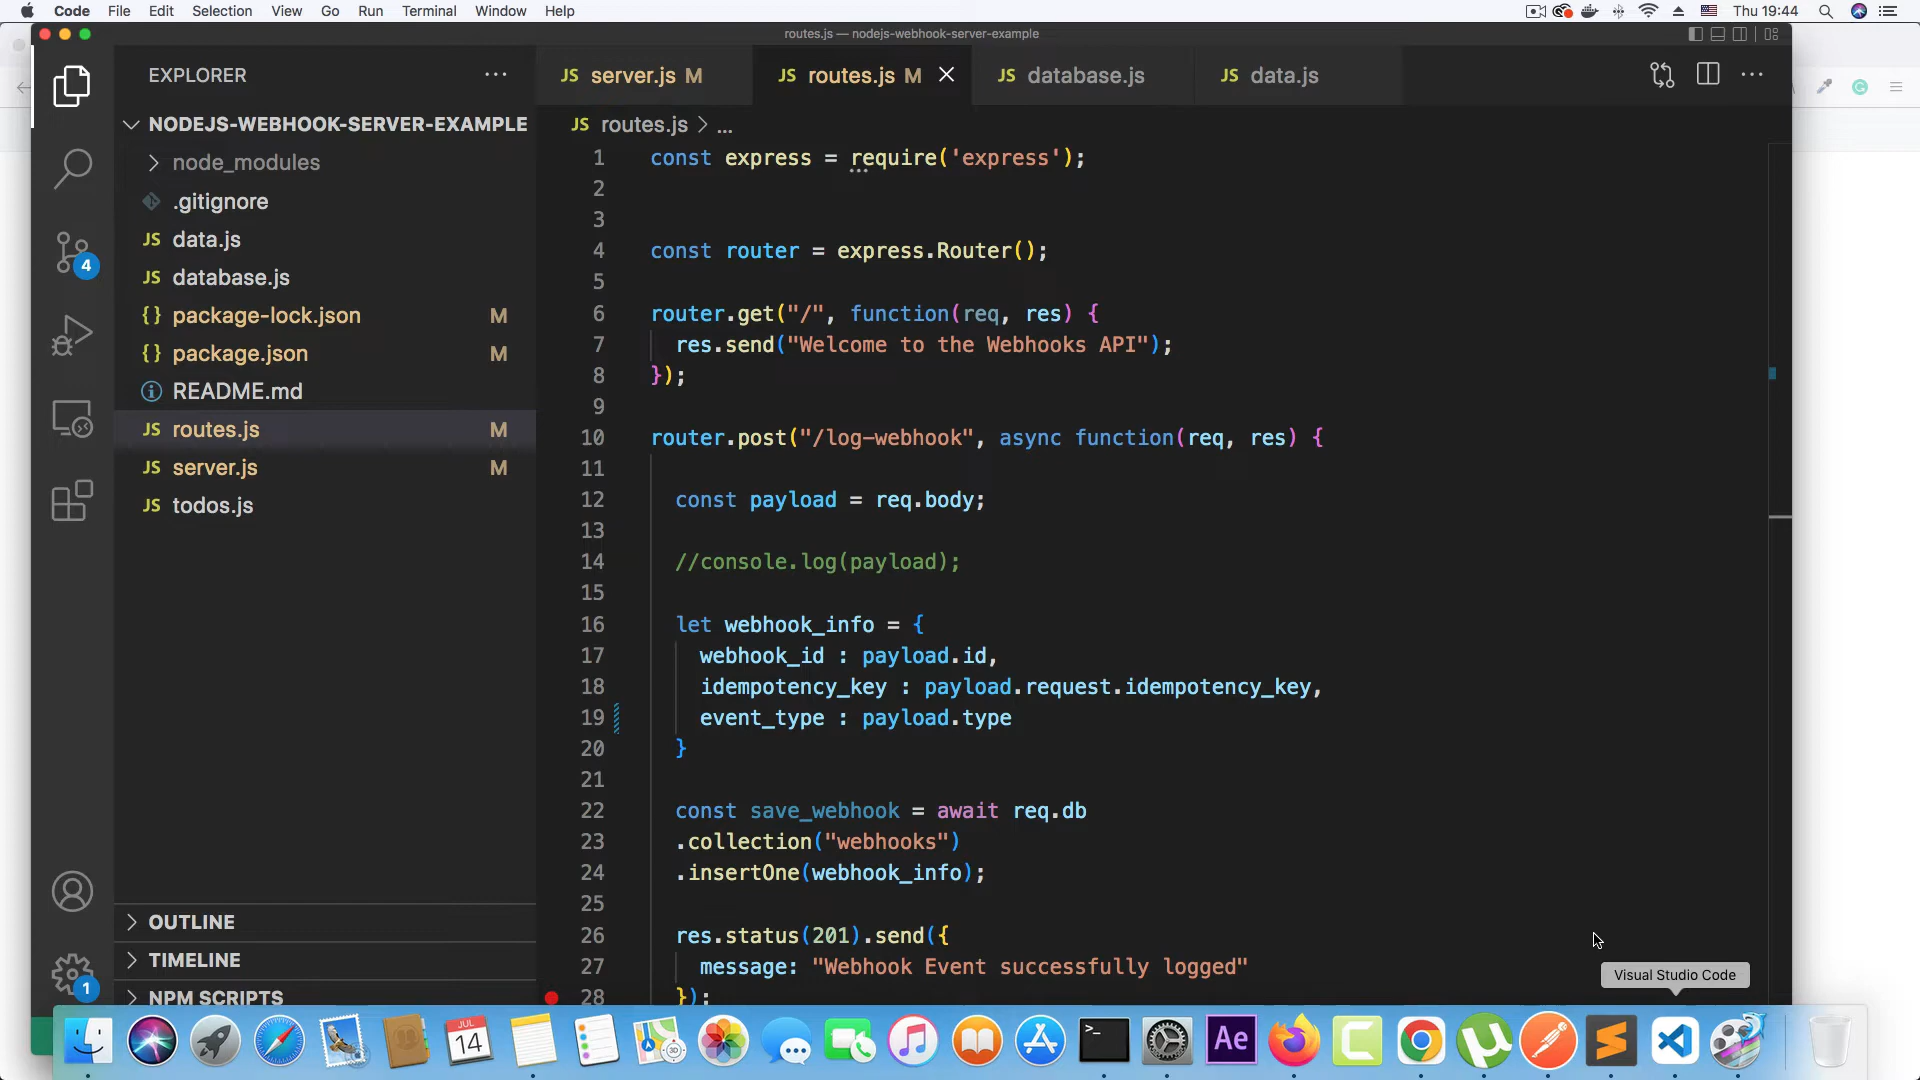 Code File Edit Selection View Go Run Terminal Window Help Thu 19:44
routes.js — nodejs-webhook-server-example
EXPLORER
JS server.js M JS routes.js M JS database.js JS data.js
NODEJS-WEBHOOK-SERVER-EXAMPLE
JS routes.js > ...
node_modules
.gitignore
JS data.js
JS database.js
{} package-lock.json M
{} package.json M
README.md
JS routes.js M
JS server.js M
JS todos.js
4
OUTLINE
TIMELINE
NPM SCRIPTS
1
1 const express = require('express');
2
3
4 const router = express.Router();
5
6 router.get("/", function(req, res) {
7 res.send("Welcome to the Webhooks API");
8 });
9
10 router.post("/log-webhook", async function(req, res) {
11
12 const payload = req.body;
13
14 //console.log(payload);
15
16 let webhook_info = {
17 webhook_id : payload.id,
18 idempotency_key : payload.request.idempotency_key,
19 event_type : payload.type
20 }
21
22 const save_webhook = await req.db
23 .collection("webhooks")
24 .insertOne(webhook_info);
25
26 res.status(201).send({
27 message: "Webhook Event successfully logged"
28 });
Visual Studio Code
JUL
14
3D
>_
Ae
C
µ